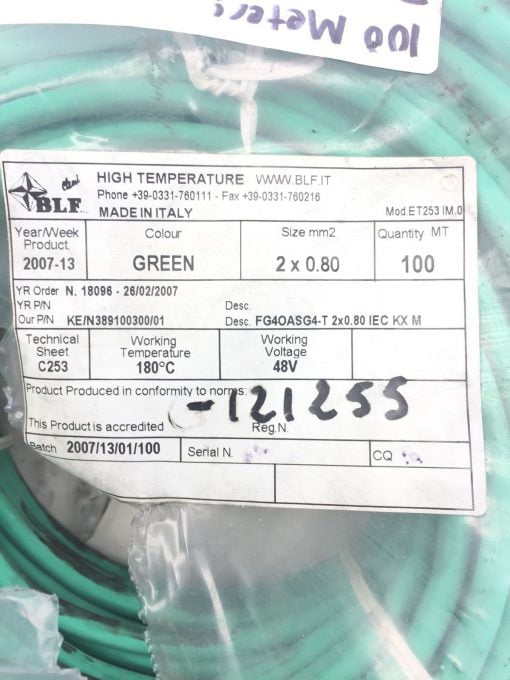 100 Meters
HIGH TEMPERATURE WWW.BLF.IT
Phone +39-0331-760111 - Fax +39-0331-760216
BLF
MADE IN ITALY
Mod.ET253 IM.0
Year/Week Product. Colour Size mm2 Quantity MT
2007-13 GREEN 2 x 0.80 100
YR Order N. 18096 - 26/02/2007
YR P/N Desc.
Our P/N KE/N389100300/01 Desc. FG4OASG4-T 2x0.80 IEC KX M
Technical Sheet Working Temperature Working Voltage
C253 180°C 48V
Product Produced in conformity to norms:
-121255
This Product is accredited Reg.N.
Batch 2007/13/01/100 Serial N. CQ